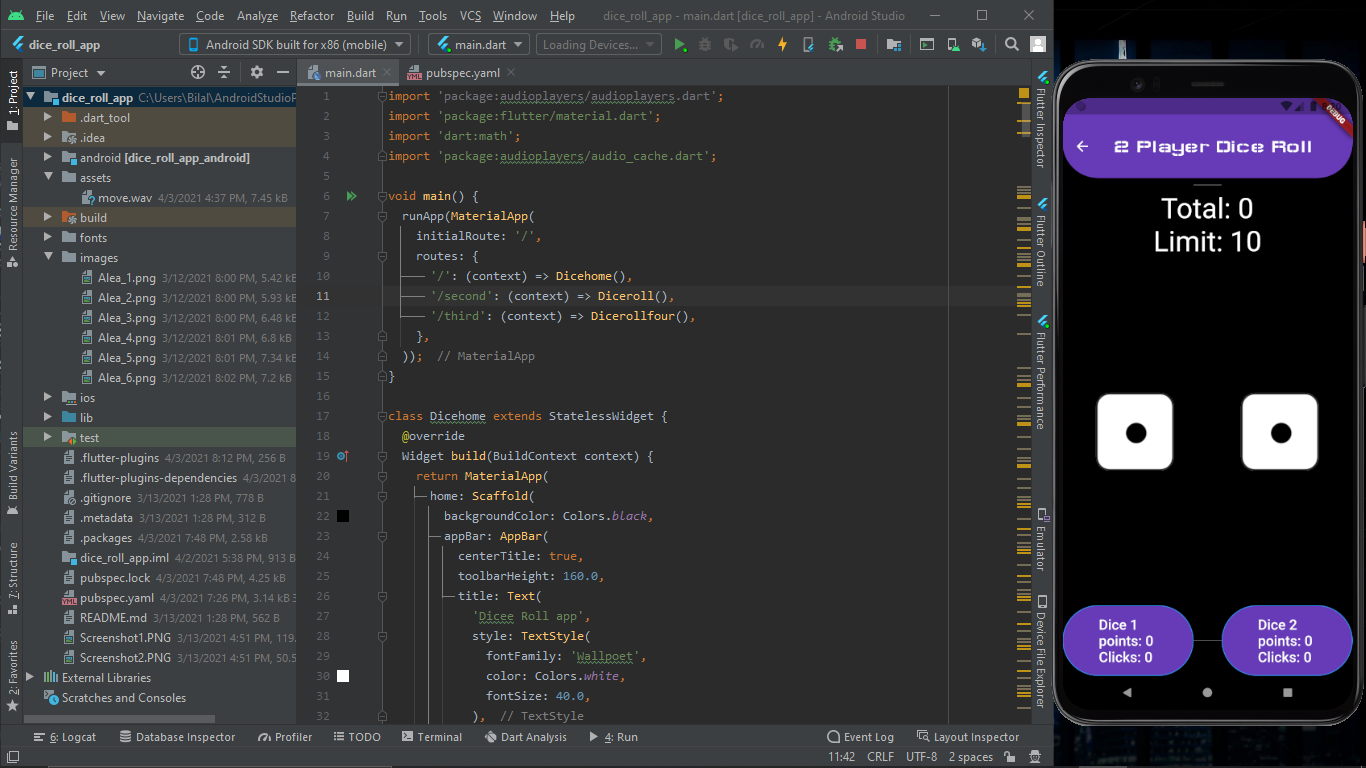 File Edit View Navigate Code Analyze Refactor Build Run Tools VCS Window Help dice_roll_app - main.dart [dice_roll_app] - Android Studio
dice_roll_app Android SDK built for x86 (mobile) main.dart Loading Devices...
Project
main.dart
pubspec.yaml
1: Project
Resource Manager
Build Variants
7: Structure
2: Favorites
dice_roll_app C:\Users\Bilal\AndroidStudioP
.dart_tool
.idea
android [dice_roll_app_android]
assets
move.wav 4/3/2021 4:37 PM, 7.45 kB
build
fonts
images
Alea_1.png 3/12/2021 8:00 PM, 5.42 kB
Alea_2.png 3/12/2021 8:00 PM, 5.93 kB
Alea_3.png 3/12/2021 8:00 PM, 6.48 kB
Alea_4.png 3/12/2021 8:01 PM, 6.8 kB
Alea_5.png 3/12/2021 8:01 PM, 7.34 kB
Alea_6.png 3/12/2021 8:02 PM, 7.2 kB
ios
lib
test
.flutter-plugins 4/3/2021 8:12 PM, 256 B
.flutter-plugins-dependencies 4/3/2021 8
.gitignore 3/13/2021 1:28 PM, 778 B
.metadata 3/13/2021 1:28 PM, 312 B
.packages 4/3/2021 7:48 PM, 2.58 kB
dice_roll_app.iml 4/2/2021 5:38 PM, 913 B
pubspec.lock 4/3/2021 7:48 PM, 4.25 kB
pubspec.yaml 4/3/2021 7:26 PM, 3.14 kB 3
README.md 3/13/2021 1:28 PM, 562 B
Screenshot1.PNG 4/3/2021 4:51 PM, 119.
Screenshot2.PNG 4/3/2021 4:51 PM, 50.5
External Libraries
Scratches and Consoles
1 import 'package:audioplayers/audioplayers.dart';
2 import 'package:flutter/material.dart';
3 import 'dart:math';
4 import 'package:audioplayers/audio_cache.dart';
5
6 void main() {
7 runApp(MaterialApp(
8 initialRoute: '/',
9 routes: {
10 '/': (context) => Dicehome(),
11 '/second': (context) => Diceroll(),
12 '/third': (context) => Dicerollfour(),
13 },
14 )); // MaterialApp
15 }
16
17 class Dicehome extends StatelessWidget {
18 @override
19 Widget build(BuildContext context) {
20 return MaterialApp(
21 home: Scaffold(
22 backgroundColor: Colors.black,
23 appBar: AppBar(
24 centerTitle: true,
25 toolbarHeight: 160.0,
26 title: Text(
27 'Dicee Roll app',
28 style: TextStyle(
29 fontFamily: 'Wallpoet',
30 color: Colors.white,
31 fontSize: 40.0,
32 ), // TextStyle
Flutter Inspector
Flutter Outline
Flutter Performance
Emulator
Device File Explorer
DEBUG
2 Player Dice Roll
Total: 0
Limit: 10
Dice 1
points: 0
Clicks: 0
Dice 2
points: 0
Clicks: 0
6: Logcat Database Inspector Profiler TODO Terminal Dart Analysis 4: Run Event Log Layout Inspector
11:42 CRLF UTF-8 2 spaces